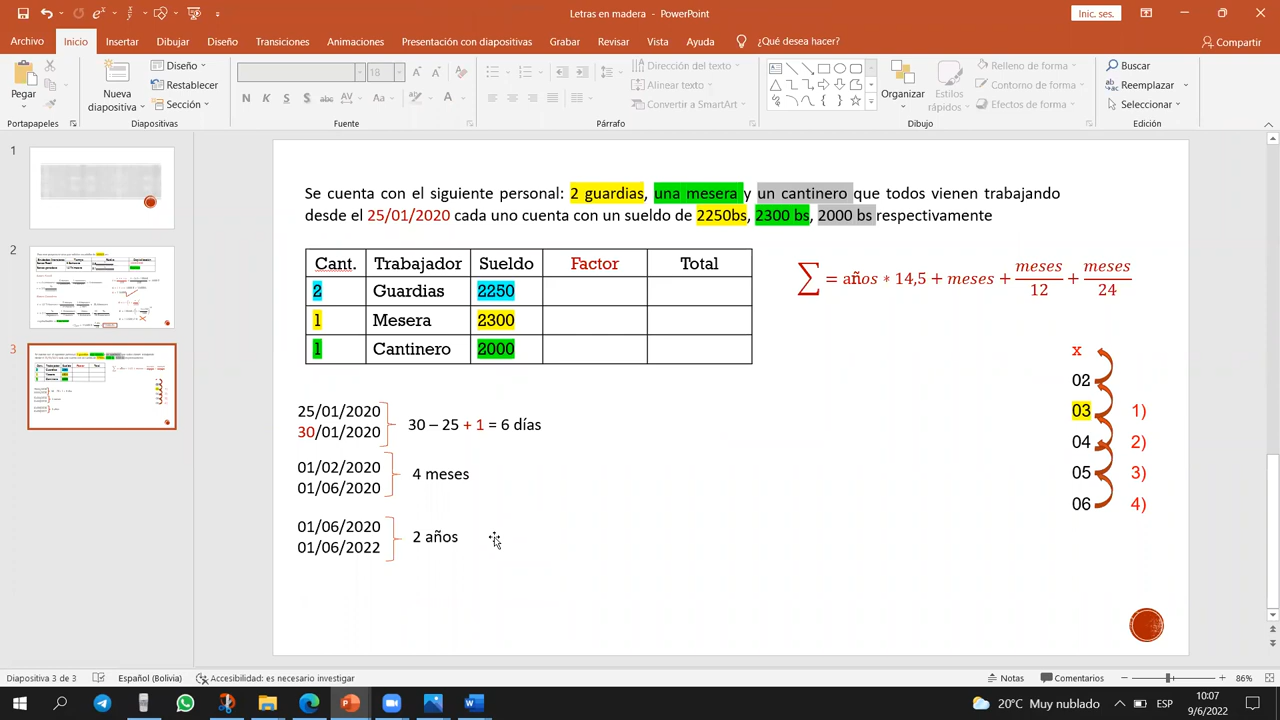 Letras en madera - PowerPoint
Inic. ses.
Archivo Inicio Insertar Dibujar Diseño Transiciones Animaciones Presentación con diapositivas Grabar Revisar Vista Ayuda ¿Qué desea hacer? Compartir
Pegar
Nueva diapositiva
Diseño
Restablecer
Sección
18
N K S S abc AV Aa A
Dirección del texto
Alinear texto
Convertir a SmartArt
Organizar
Estilos rápidos
Relleno de forma
Contorno de forma
Efectos de forma
Buscar
Reemplazar
Seleccionar
Portapapeles Diapositivas Fuente Párrafo Dibujo Edición
1
2
3
Se cuenta con el siguiente personal: 2 guardias, una mesera y un cantinero que todos vienen trabajando
desde el 25/01/2020 cada uno cuenta con un sueldo de 2250bs, 2300 bs, 2000 bs respectivamente
Cant. Trabajador Sueldo Factor Total
2 Guardias 2250
1 Mesera 2300
1 Cantinero 2000
∑ = años * 14,5 + meses + meses/12 + meses/24
x
02
03 1)
04 2)
05 3)
06 4)
25/01/2020
30/01/2020
30 – 25 + 1 = 6 días
01/02/2020
01/06/2020
4 meses
01/06/2020
01/06/2022
2 años
Diapositiva 3 de 3 Español (Bolivia) Accesibilidad: es necesario investigar Notas Comentarios 86%
20°C Muy nublado ESP 10:07
9/6/2022